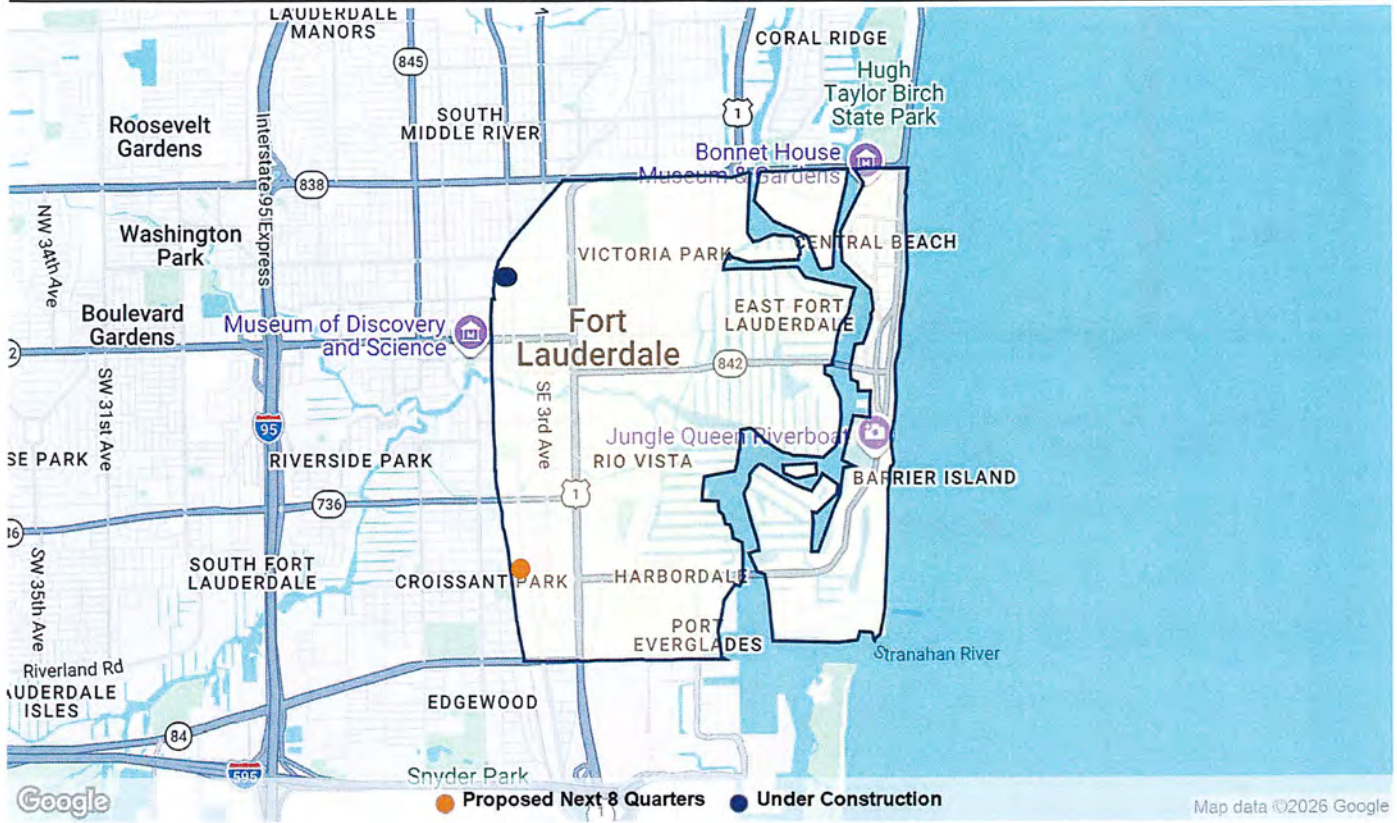 LAUDERDALE
MANORS
845
CORAL RIDGE
Hugh
Taylor Birch
State Park
1
SOUTH
MIDDLE RIVER
Roosevelt
Gardens
Interstate 95 Express
Bonnet House
Museum & Gardens
838
NW 34th Ave
Washington
Park
VICTORIA PARK
CENTRAL BEACH
Boulevard
Gardens
Museum of Discovery
and Science
Fort
Lauderdale
EAST FORT
LAUDERDALE
2
842
SW 31st Ave
SE 3rd Ave
95
Jungle Queen Riverboat
SE PARK
RIVERSIDE PARK
RIO VISTA
BARRIER ISLAND
1
736
36
SW 35th Ave
SOUTH FORT
LAUDERDALE
CROISSANT PARK
HARBORDALE
PORT
EVERGLADES
Stranahan River
Riverland Rd
AUDERDALE
ISLES
EDGEWOOD
84
595
Snyder Park
Google
Proposed Next 8 Quarters
Under Construction
1
Map data ©2026 Google